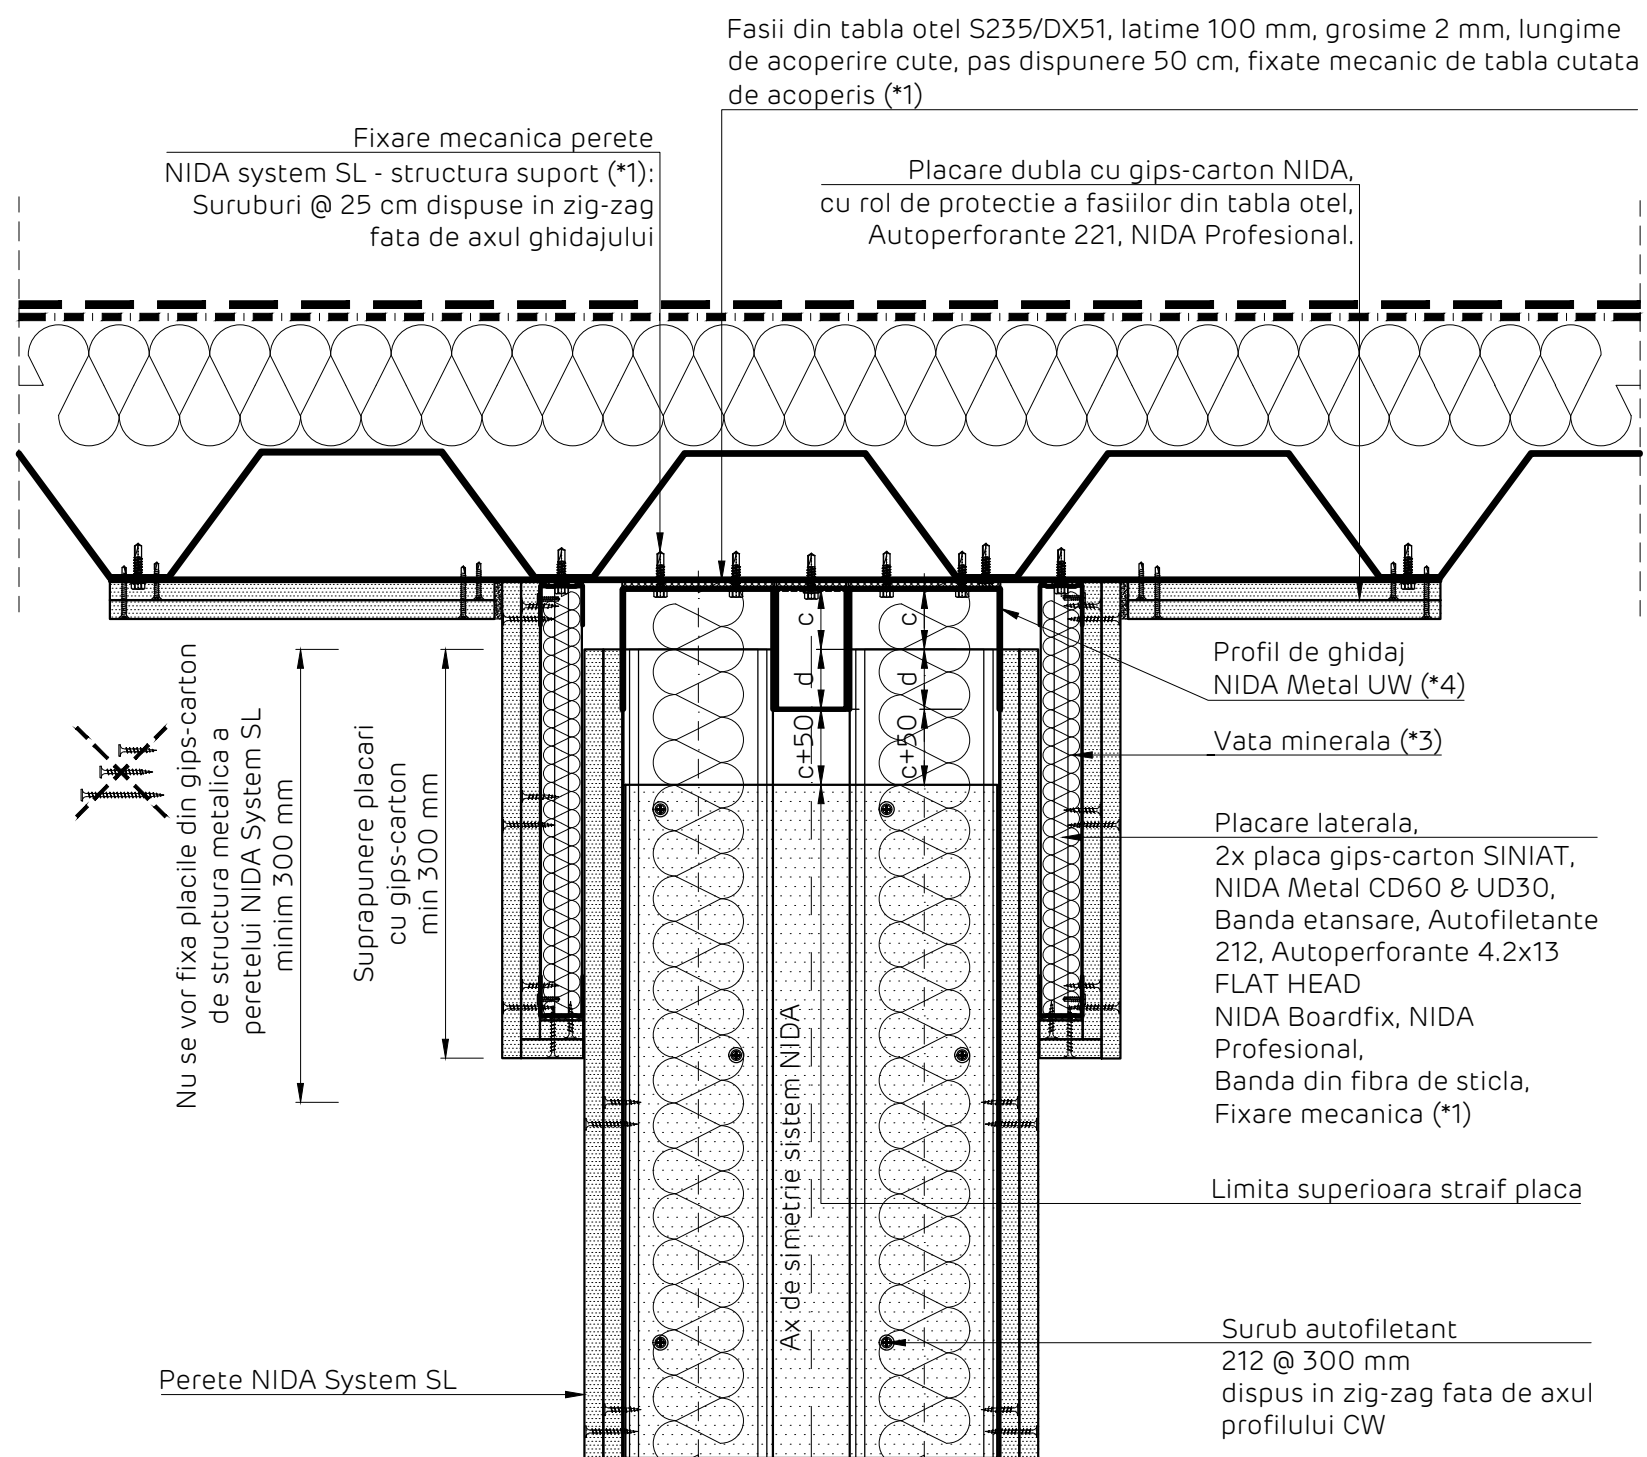 Fasii din tabla otel S235/DX51, latime 100 mm, grosime 2 mm, lungime
de acoperire cute, pas dispunere 50 cm, fixate mecanic de tabla cutata
de acoperis (*1)
Fixare mecanica perete
NIDA system SL - structura suport (*1):
Suruburi @ 25 cm dispuse in zig-zag
fata de axul ghidajului
Placare dubla cu gips-carton NIDA,
cu rol de protectie a fasiilor din tabla otel,
Autoperforante 221, NIDA Profesional.
c
d
c±50
c
d
c±50
Nu se vor fixa placile din gips-carton
de structura metalica a
peretelui NIDA System SL
minim 300 mm
Suprapunere placari
cu gips-carton
min 300 mm
Profil de ghidaj
NIDA Metal UW (*4)
Vata minerala (*3)
Placare laterala,
2x placa gips-carton SINIAT,
NIDA Metal CD60 & UD30,
Banda etansare, Autofiletante
212, Autoperforante 4.2x13
FLAT HEAD
NIDA Boardfix, NIDA
Profesional,
Banda din fibra de sticla,
Fixare mecanica (*1)
Ax de simetrie sistem NIDA
Limita superioara straif placa
Surub autofiletant
212 @ 300 mm
dispus in zig-zag fata de axul
profilului CW
Perete NIDA System SL